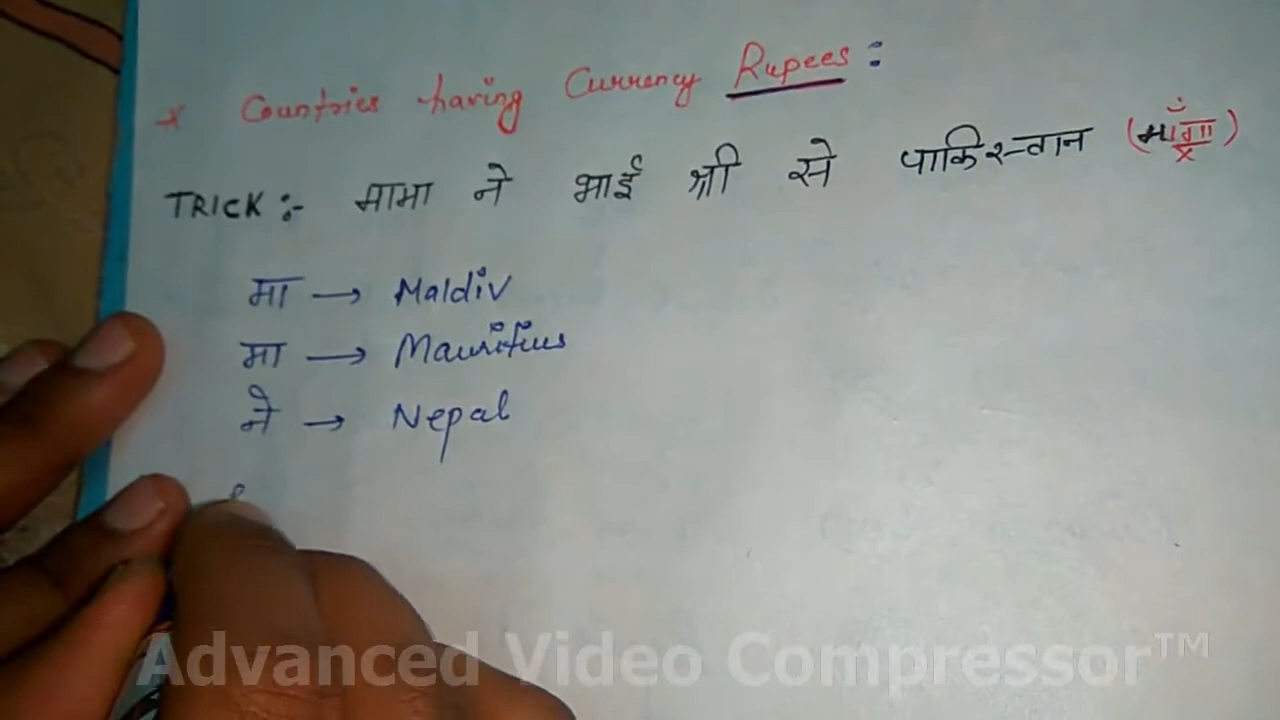 * Countries having Currency Rupees :
TRICK :- मामा ने भाई श्री से पाकिस्तान (माँगा)
मा → Maldiv
मा → Mauritius
ने → Nepal
Advanced Video Compressor™